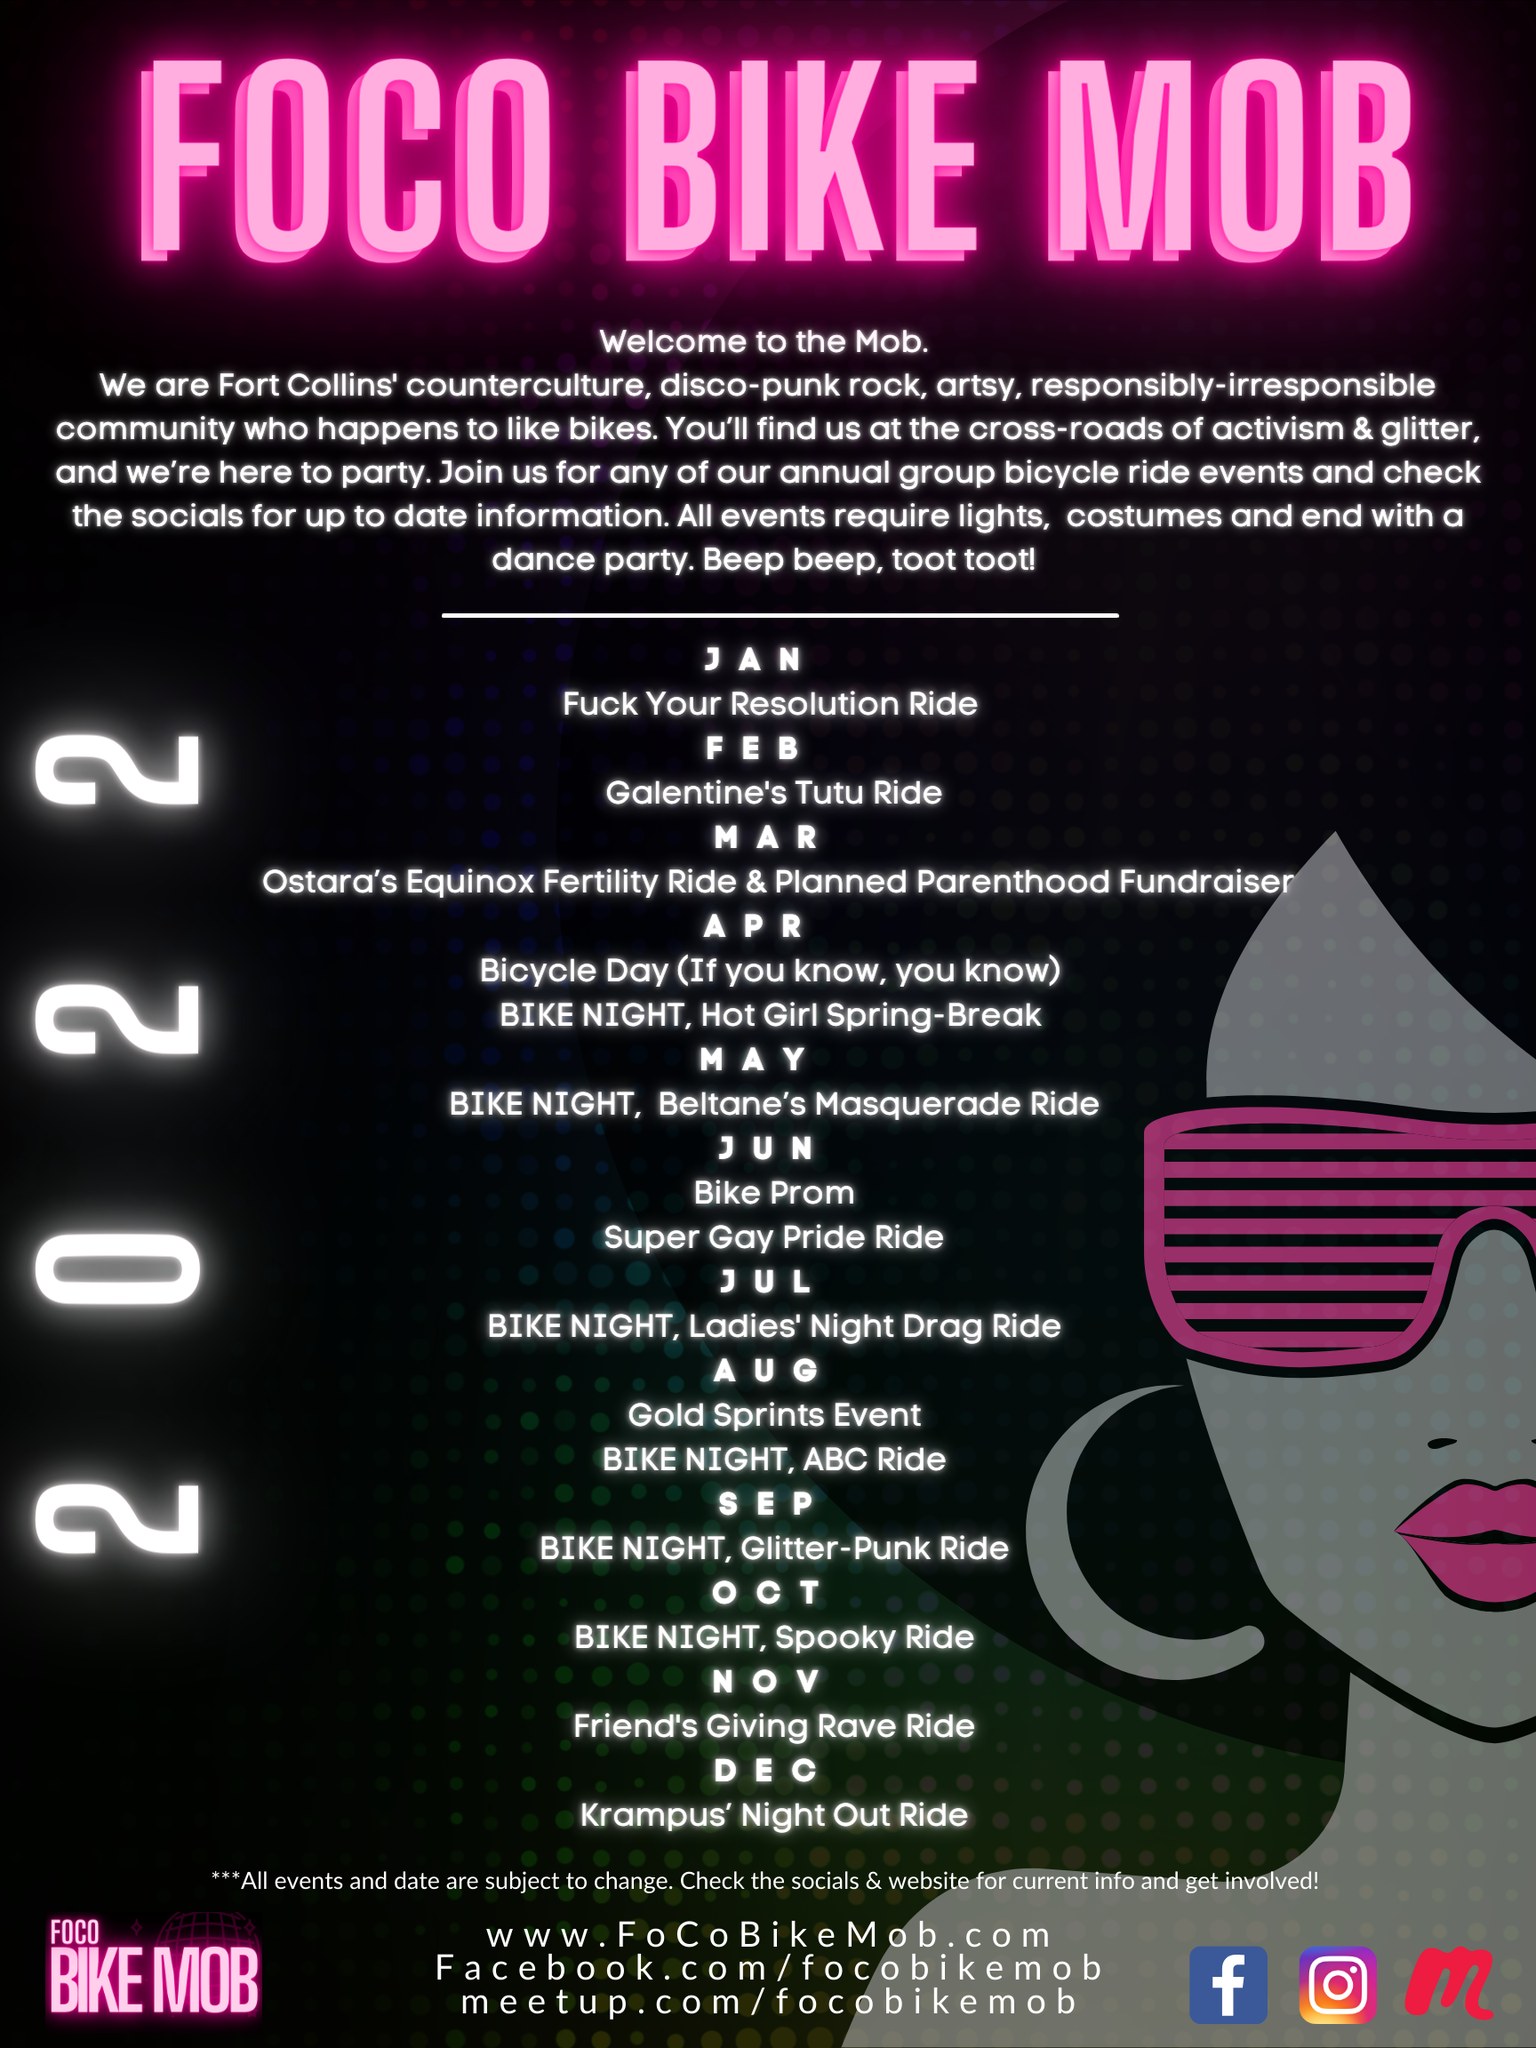 FOCO BIKE MOB
Welcome to the Mob.
We are Fort Collins' counterculture, disco-punk rock, artsy, responsibly-irresponsible
community who happens to like bikes. You’ll find us at the cross-roads of activism & glitter,
and we’re here to party. Join us for any of our annual group bicycle ride events and check
the socials for up to date information. All events require lights, costumes and end with a
dance party. Beep beep, toot toot!
2022
JAN
Fuck Your Resolution Ride
FEB
Galentine's Tutu Ride
MAR
Ostara’s Equinox Fertility Ride & Planned Parenthood Fundraiser
APR
Bicycle Day (If you know, you know)
BIKE NIGHT, Hot Girl Spring-Break
MAY
BIKE NIGHT, Beltane’s Masquerade Ride
JUN
Bike Prom
Super Gay Pride Ride
JUL
BIKE NIGHT, Ladies' Night Drag Ride
AUG
Gold Sprints Event
BIKE NIGHT, ABC Ride
SEP
BIKE NIGHT, Glitter-Punk Ride
OCT
BIKE NIGHT, Spooky Ride
NOV
Friend's Giving Rave Ride
DEC
Krampus’ Night Out Ride
***All events and date are subject to change. Check the socials & website for current info and get involved!
FOCO
BIKE MOB
www.FoCoBikeMob.com
Facebook.com/focobikemob
meetup.com/focobikemob
f
m